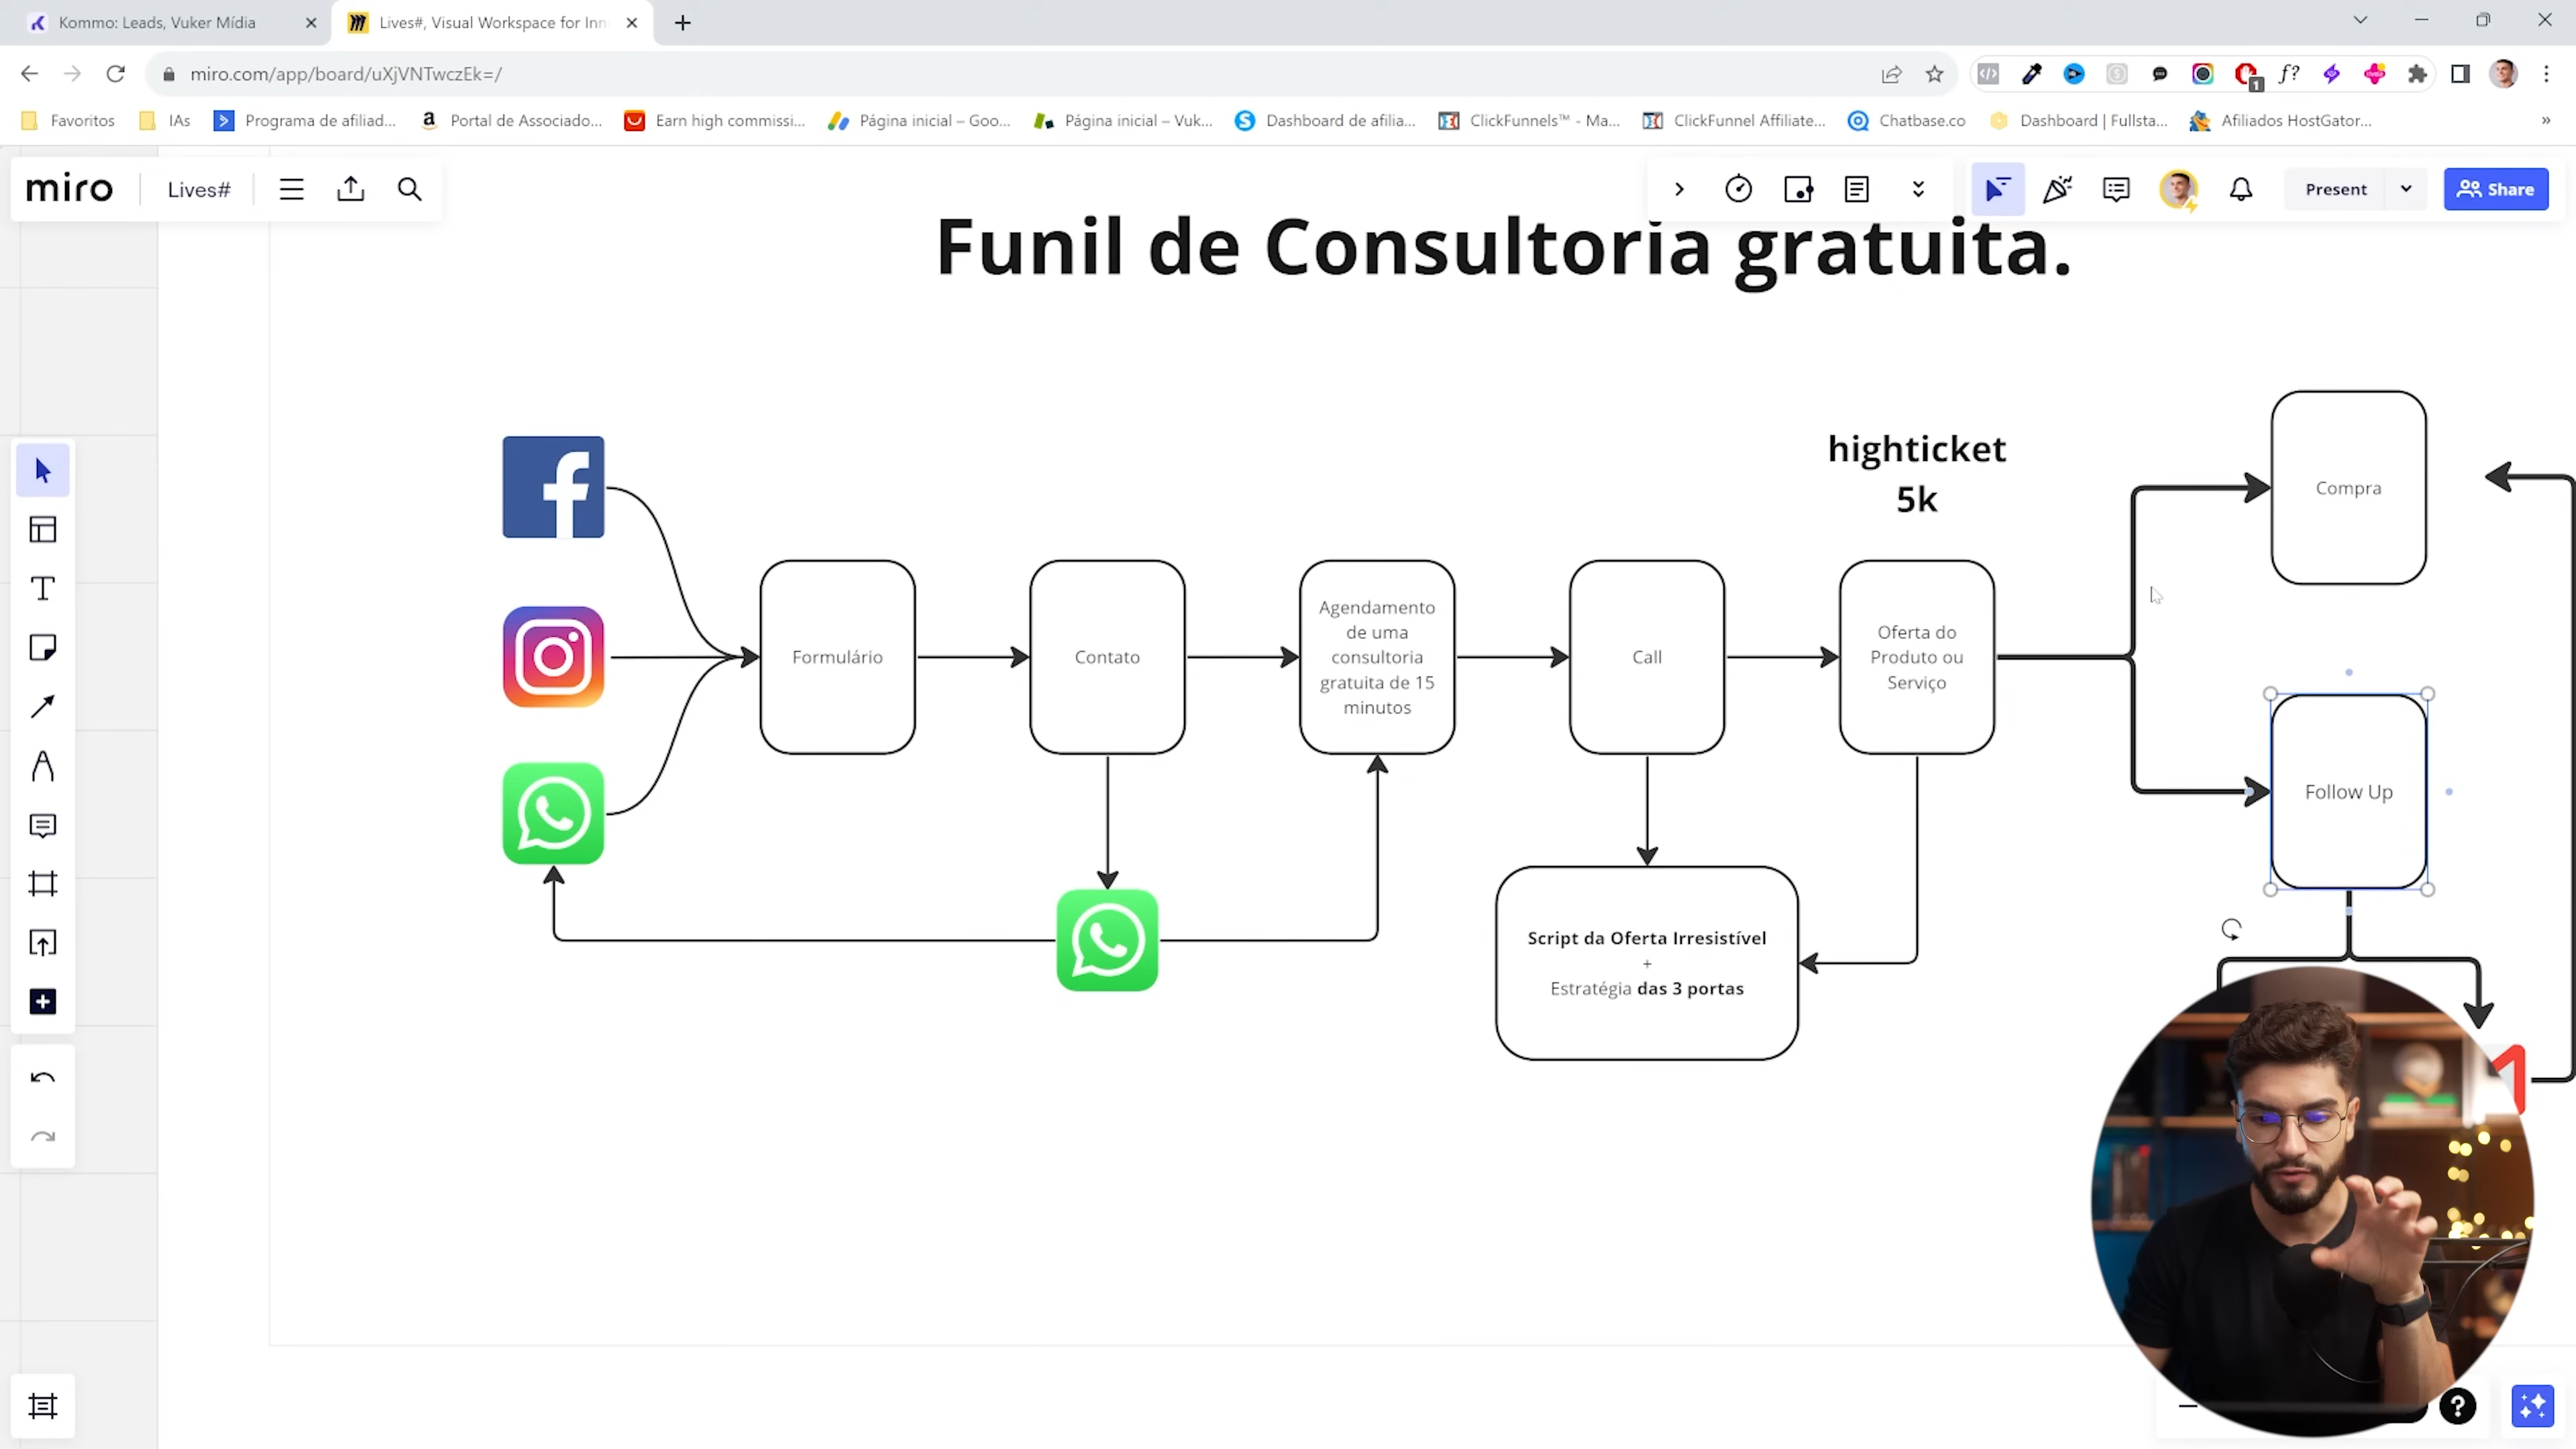 Kommo: Leads, Vuker Mídia
Lives#, Visual Workspace for Inn
miro.com/app/board/uXjVNTwczEk=/
1
f?
Favoritos
IAs
Programa de afiliad...
Portal de Associado...
Earn high commissi...
Página inicial – Goo...
Página inicial – Vuk...
Dashboard de afilia...
ClickFunnels™ - Ma...
ClickFunnel Affiliate...
Chatbase.co
Dashboard | Fullsta...
Afiliados HostGator...
»
miro
Lives#
Present
Share
Funil de Consultoria gratuita.
highticket
5k
Compra
Formulário
Contato
Agendamento
de uma
consultoria
gratuita de 15
minutos
Call
Oferta do
Produto ou
Serviço
Follow Up
Script da Oferta Irresistível
+
Estratégia das 3 portas
?